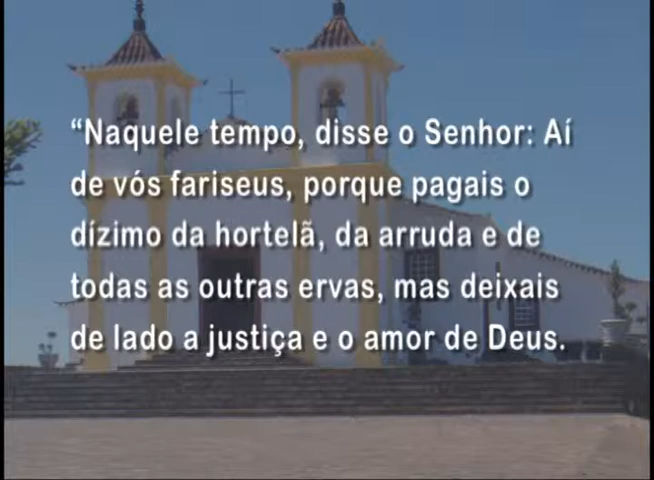 “Naquele tempo, disse o Senhor: Aí
de vós fariseus, porque pagais o
dízimo da hortelã, da arruda e de
todas as outras ervas, mas deixais
de lado a justiça e o amor de Deus.